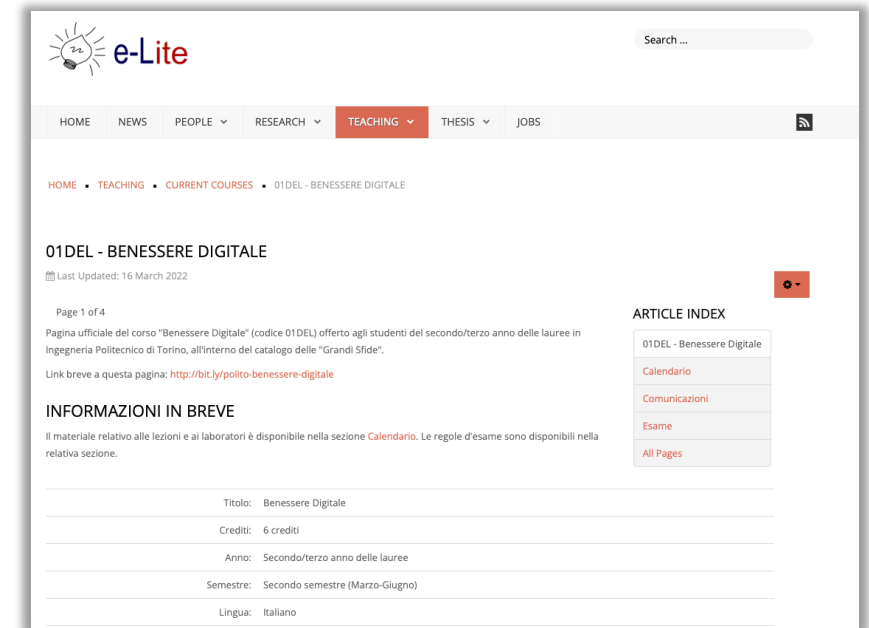 e-Lite
Search ...
HOME NEWS PEOPLE RESEARCH TEACHING THESIS JOBS
HOME ▪ TEACHING ▪ CURRENT COURSES ▪ 01DEL - BENESSERE DIGITALE
01DEL - BENESSERE DIGITALE
Last Updated: 16 March 2022
Page 1 of 4
Pagina ufficiale del corso "Benessere Digitale" (codice 01DEL) offerto agli studenti del secondo/terzo anno delle lauree in
Ingegneria Politecnico di Torino, all'interno del catalogo delle "Grandi Sfide".
Link breve a questa pagina: http://bit.ly/polito-benessere-digitale
INFORMAZIONI IN BREVE
Il materiale relativo alle lezioni e ai laboratori è disponibile nella sezione Calendario. Le regole d'esame sono disponibili nella
relativa sezione.
ARTICLE INDEX
01DEL - Benessere Digitale
Calendario
Comunicazioni
Esame
All Pages
Titolo: Benessere Digitale
Crediti: 6 crediti
Anno: Secondo/terzo anno delle lauree
Semestre: Secondo semestre (Marzo-Giugno)
Lingua: Italiano